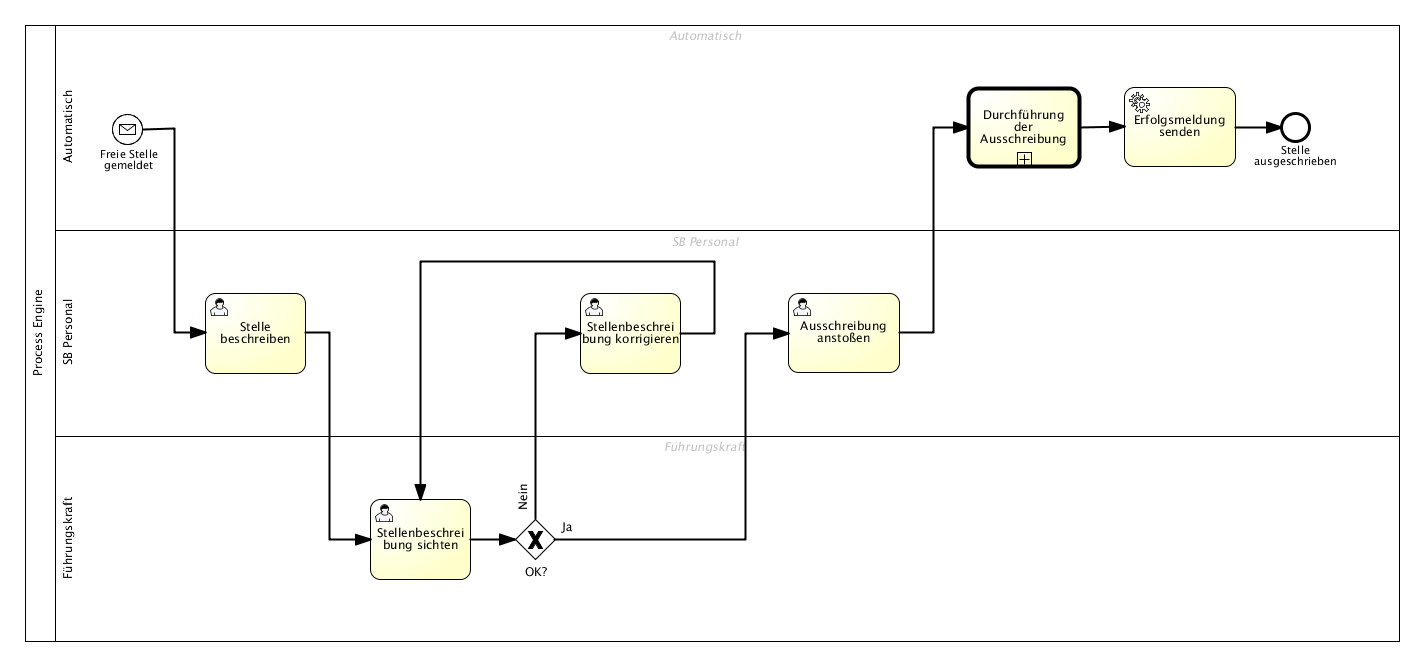 Process Engine
Automatisch
Automatisch
Freie Stelle
gemeldet
Durchführung
der
Ausschreibung
Erfolgsmeldung
senden
Stelle
ausgeschrieben
SB Personal
SB Personal
Stelle
beschreiben
Stellenbeschrei
bung korrigieren
Ausschreibung
anstoßen
Führungskraft
Führungskraft
Stellenbeschrei
bung sichten
Nein
Ja
OK?